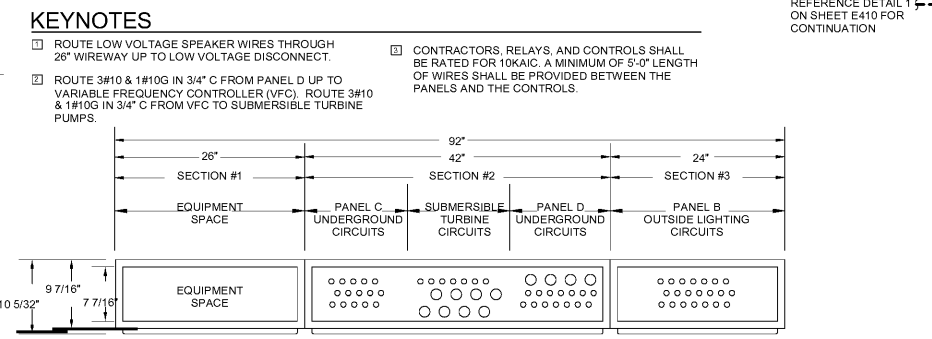 REFERENCE DETAIL 1
ON SHEET E410 FOR
CONTINUATION
KEYNOTES
1 ROUTE LOW VOLTAGE SPEAKER WIRES THROUGH
26" WIREWAY UP TO LOW VOLTAGE DISCONNECT.
2 ROUTE 3#10 & 1#10G IN 3/4" C FROM PANEL D UP TO
VARIABLE FREQUENCY CONTROLLER (VFC). ROUTE 3#10
& 1#10G IN 3/4" C FROM VFC TO SUBMERSIBLE TURBINE
PUMPS.
3 CONTRACTORS, RELAYS, AND CONTROLS SHALL
BE RATED FOR 10KAIC. A MINIMUM OF 5'-0" LENGTH
OF WIRES SHALL BE PROVIDED BETWEEN THE
PANELS AND THE CONTROLS.
92"
26" 42" 24"
SECTION #1 SECTION #2 SECTION #3
EQUIPMENT
SPACE
PANEL C
UNDERGROUND
CIRCUITS
SUBMERSIBLE
TURBINE
CIRCUITS
PANEL D
UNDERGROUND
CIRCUITS
PANEL B
OUTSIDE LIGHTING
CIRCUITS
10 5/32"
9 7/16"
7 7/16"
EQUIPMENT
SPACE